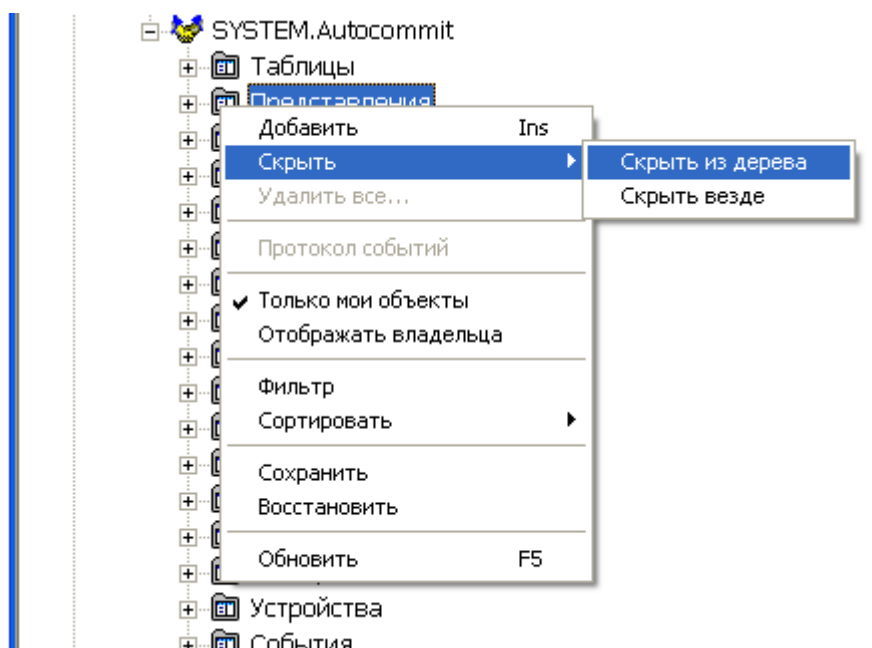 SYSTEM.Autocommit
Таблицы
Представления
Добавить Ins
Скрыть
Скрыть из дерева
Скрыть везде
Удалить все...
Протокол событий
Только мои объекты
Отображать владельца
Фильтр
Сортировать
Сохранить
Восстановить
Обновить F5
Устройства
События